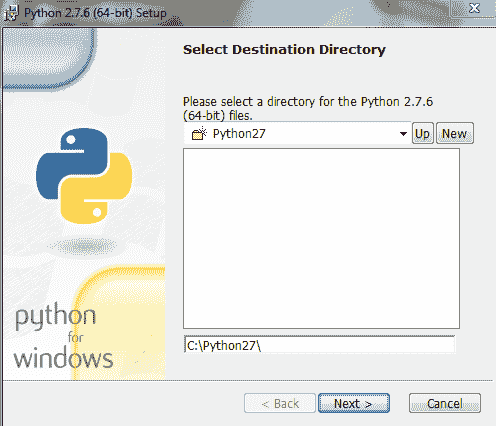 Python 2.7.6 (64-bit) Setup
Select Destination Directory
Please select a directory for the Python 2.7.6
(64-bit) files.
Python27
Up
New
C:\Python27\
python
for
windows
< Back
Next >
Cancel